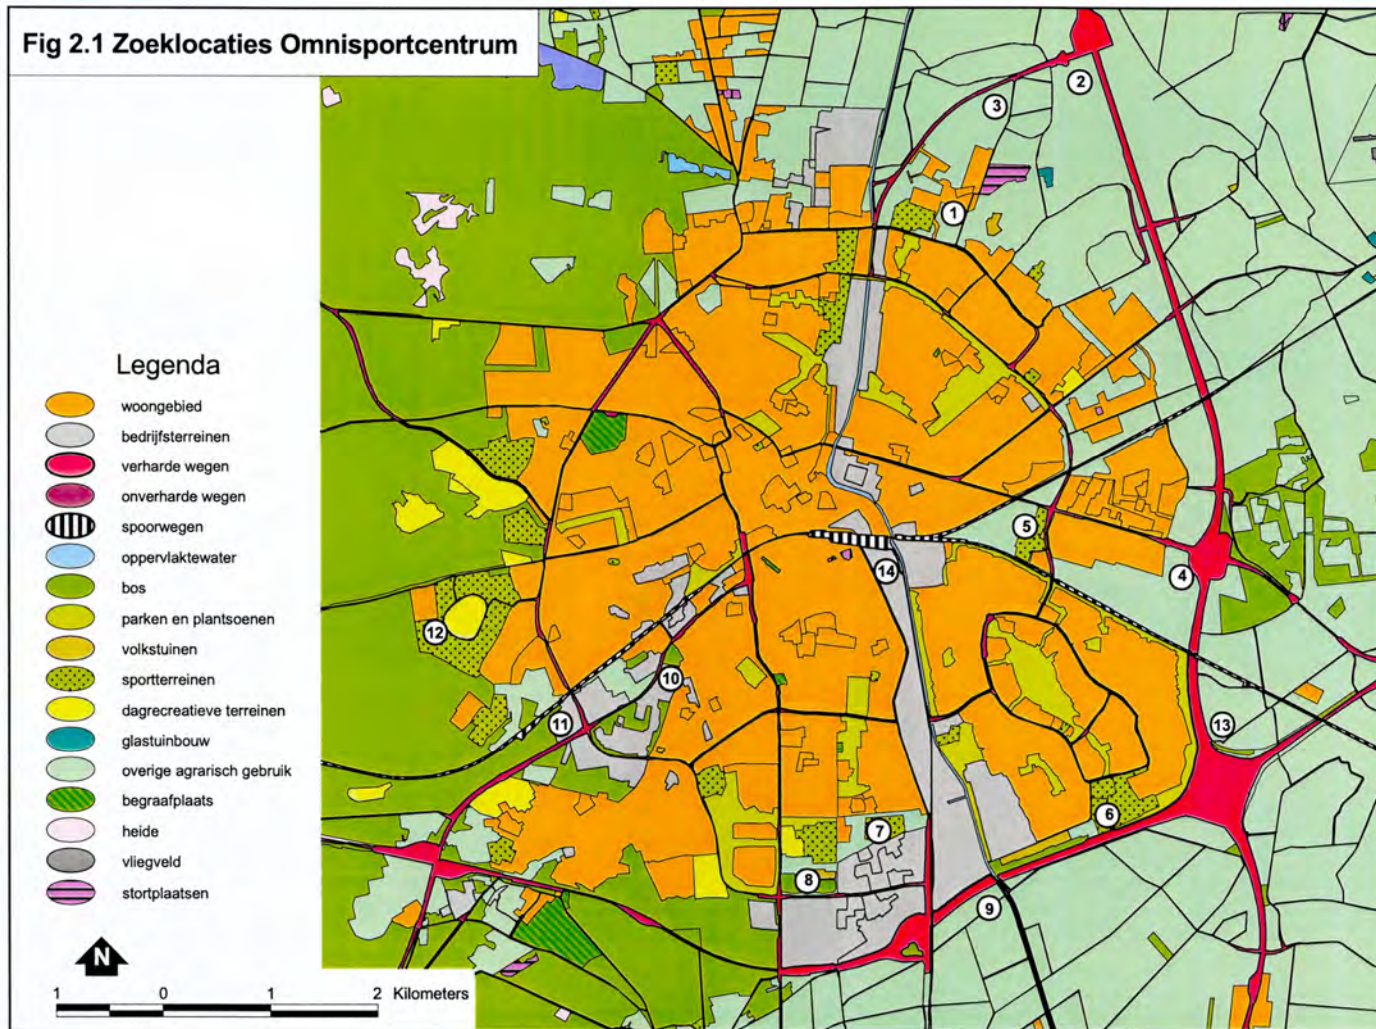 Fig 2.1 Zoeklocaties Omnisportcentrum
2
3
1
Legenda
woongebied
bedrijfsterreinen
verharde wegen
onverharde wegen
spoorwegen
oppervlaktewater
bos
parken en plantsoenen
volkstuinen
sportterreinen
dagrecreatieve terreinen
glastuinbouw
overige agrarisch gebruik
begraafplaats
heide
vliegveld
stortplaatsen
5
14
4
12
10
11
13
6
7
8
9
N
1 0 1 2 Kilometers